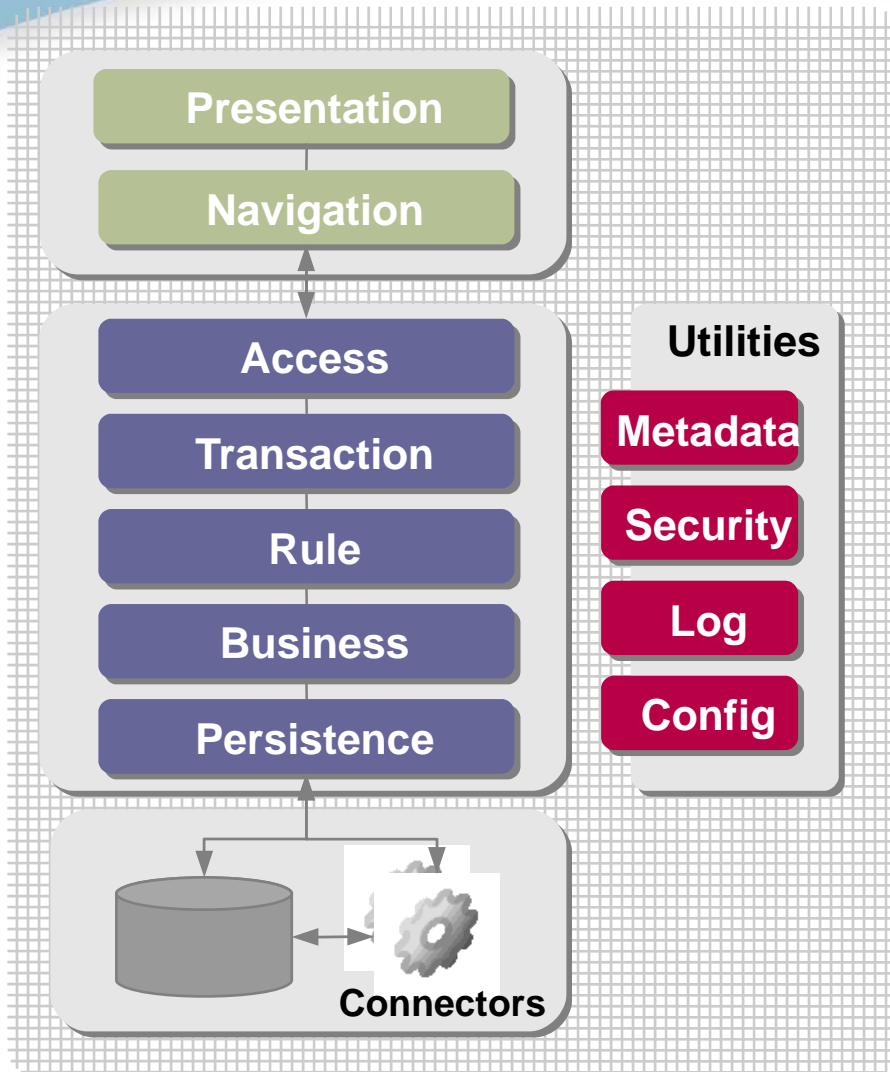 Presentation
Navigation
Access
Transaction
Rule
Business
Persistence
Utilities
Metadata
Security
Log
Config
Connectors